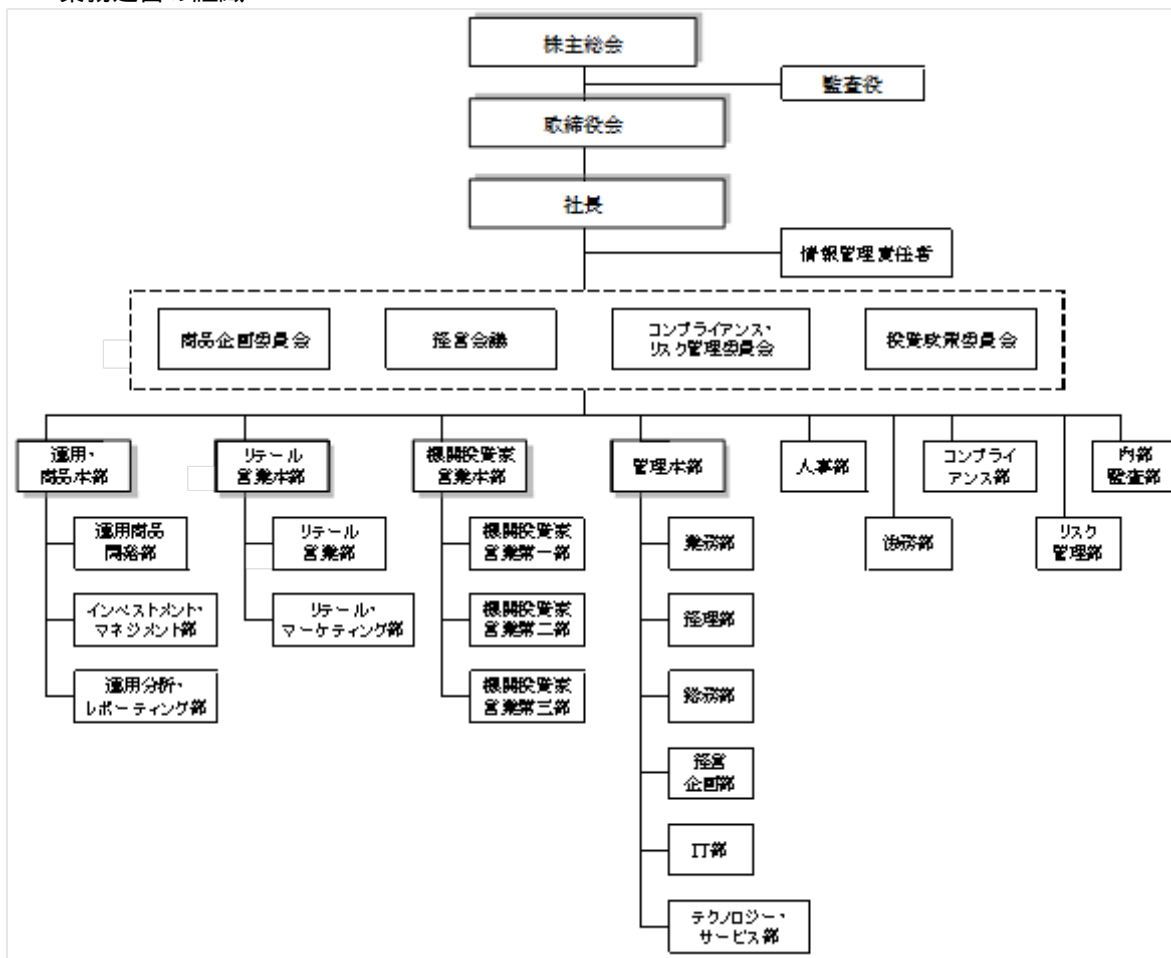 株主総会
監査役
取締役会
社長
情報管理責任者
商品企画委員会
経営会議
コンプライアンス・
リスク管理委員会
投資政策委員会
運用・
商品本部
リテール
営業本部
機関投資家
営業本部
管理本部
人事部
コンプライ
アンス部
内部
監査部
運用商品
開発部
リテール
営業部
機関投資家
営業第一部
業務部
法務部
リスク
管理部
インベストメント・
マネジメント部
リテール・
マーケティング部
機関投資家
営業第二部
経理部
運用分析・
レポーティング部
機関投資家
営業第三部
総務部
経営
企画部
IT部
テクノロジー・
サービス部